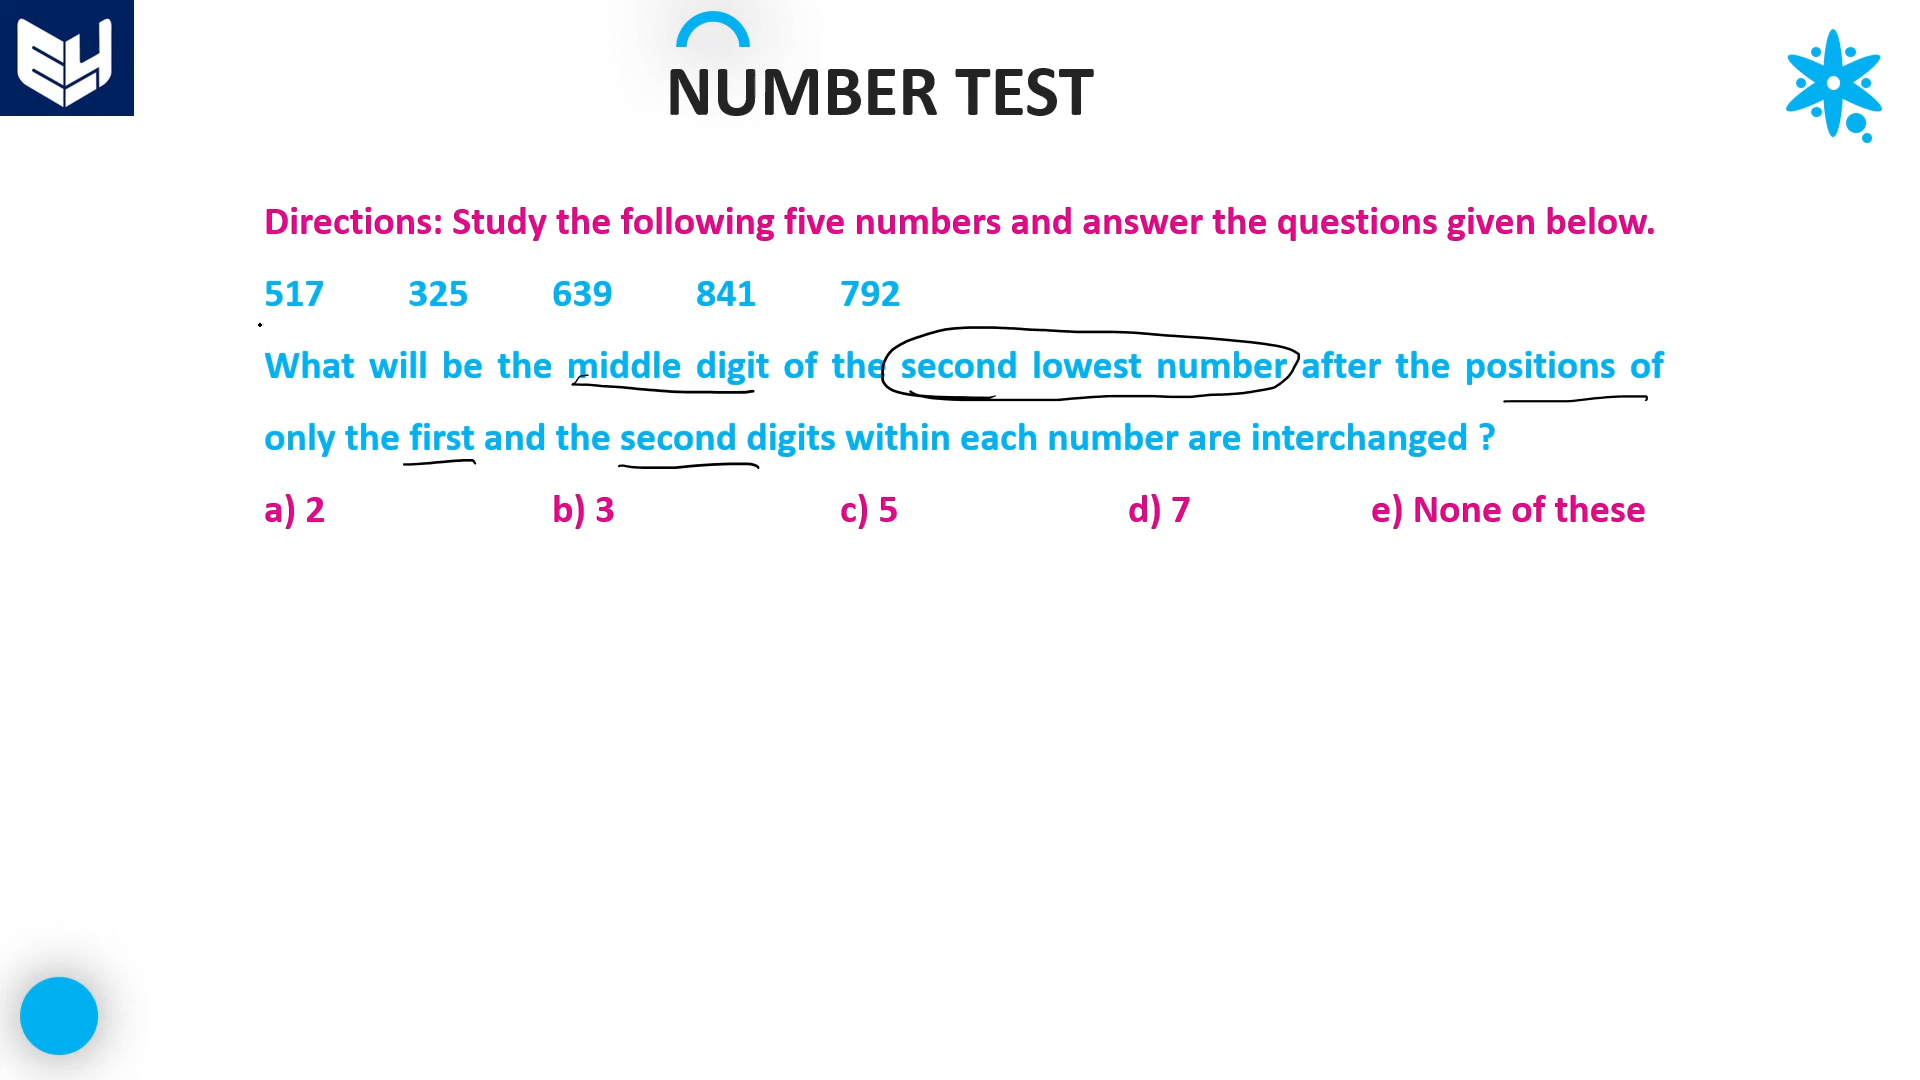 NUMBER TEST
Directions: Study the following five numbers and answer the questions given below.
517 325 639 841 792
What will be the middle digit of the second lowest number after the positions of
only the first and the second digits within each number are interchanged ?
a) 2 b) 3 c) 5 d) 7 e) None of these